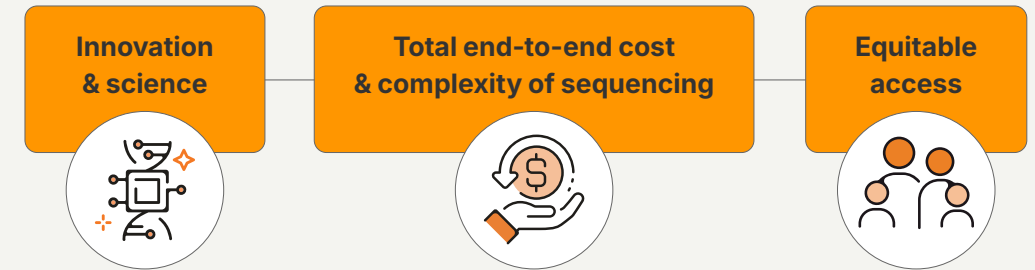 Innovation
& science
Total end-to-end cost
& complexity of sequencing
Equitable
access
$